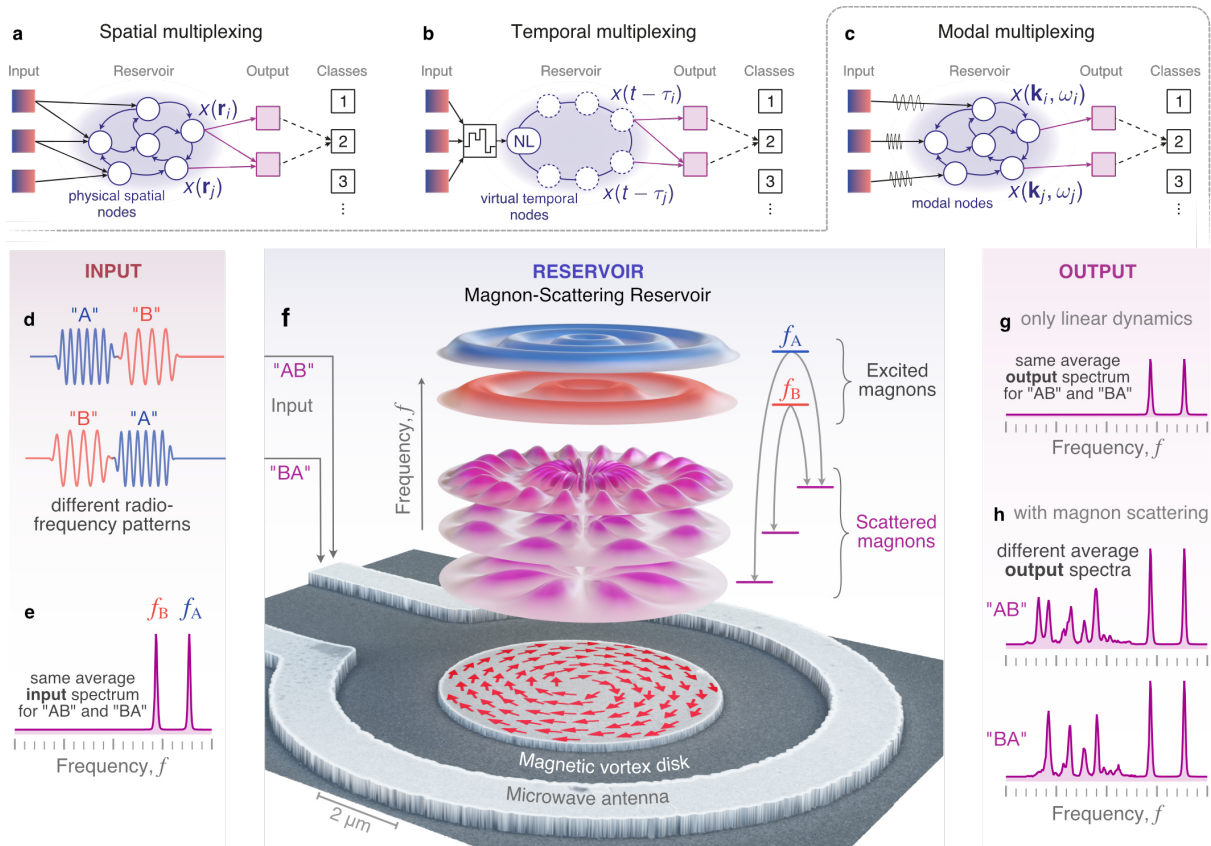 a Spatial multiplexing
Input Reservoir Output Classes
x(r_i)
x(r_j)
physical spatial
nodes
1
2
3
⋮
b Temporal multiplexing
Input Reservoir Output Classes
NL
x(t − τ_i)
x(t − τ_j)
virtual temporal
nodes
1
2
3
⋮
c Modal multiplexing
Input Reservoir Output Classes
x(k_i, ω_i)
x(k_j, ω_j)
modal nodes
1
2
3
⋮
INPUT
d
"A" "B"
"B" "A"
different radio-
frequency patterns
e
f_B f_A
same average
input spectrum
for "AB" and "BA"
Frequency, f
RESERVOIR
Magnon-Scattering Reservoir
f
"AB"
Input
"BA"
Frequency, f
f_A
f_B
Excited
magnons
Scattered
magnons
Magnetic vortex disk
Microwave antenna
2 μm
OUTPUT
g only linear dynamics
same average
output spectrum
for "AB" and "BA"
Frequency, f
h with magnon scattering
different average
output spectra
"AB"
"BA"
Frequency, f